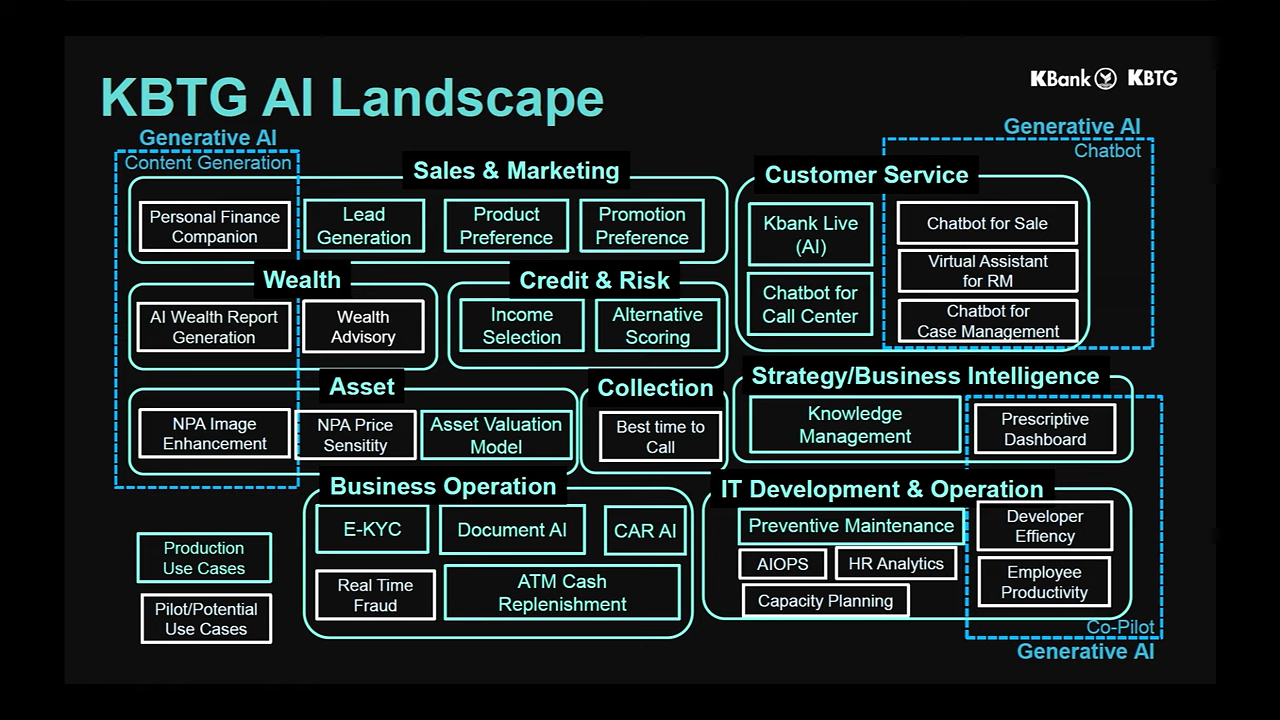 KBTG AI Landscape
KBank KBTG
Generative AI
Content Generation
Generative AI
Chatbot
Sales & Marketing
Personal Finance
Companion
Lead
Generation
Product
Preference
Promotion
Preference
Customer Service
Kbank Live
(AI)
Chatbot for
Call Center
Chatbot for Sale
Virtual Assistant
for RM
Chatbot for
Case Management
Wealth
AI Wealth Report
Generation
Wealth
Advisory
Credit & Risk
Income
Selection
Alternative
Scoring
Asset
NPA Image
Enhancement
NPA Price
Sensitity
Asset Valuation
Model
Collection
Best time to
Call
Strategy/Business Intelligence
Knowledge
Management
Prescriptive
Dashboard
Business Operation
E-KYC
Document AI
CAR AI
Real Time
Fraud
ATM Cash
Replenishment
IT Development & Operation
Preventive Maintenance
AIOPS
HR Analytics
Capacity Planning
Developer
Effiency
Employee
Productivity
Co-Pilot
Generative AI
Production
Use Cases
Pilot/Potential
Use Cases